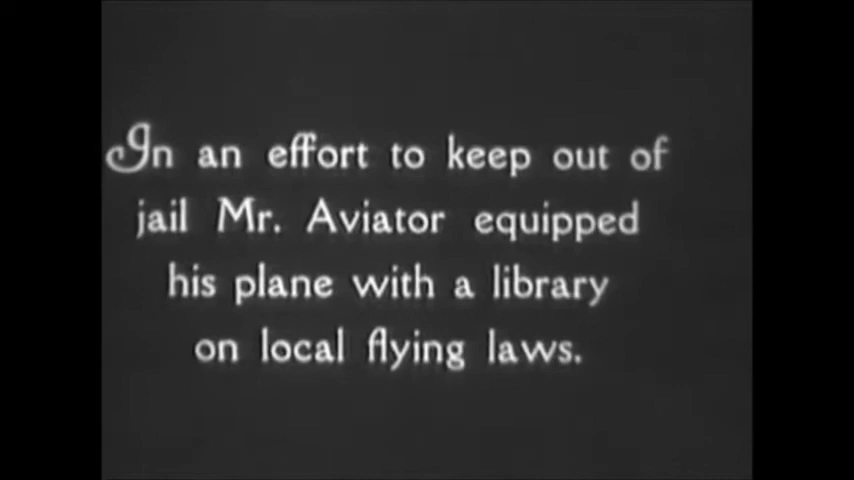 In an effort to keep out of
jail Mr. Aviator equipped
his plane with a library
on local flying laws.